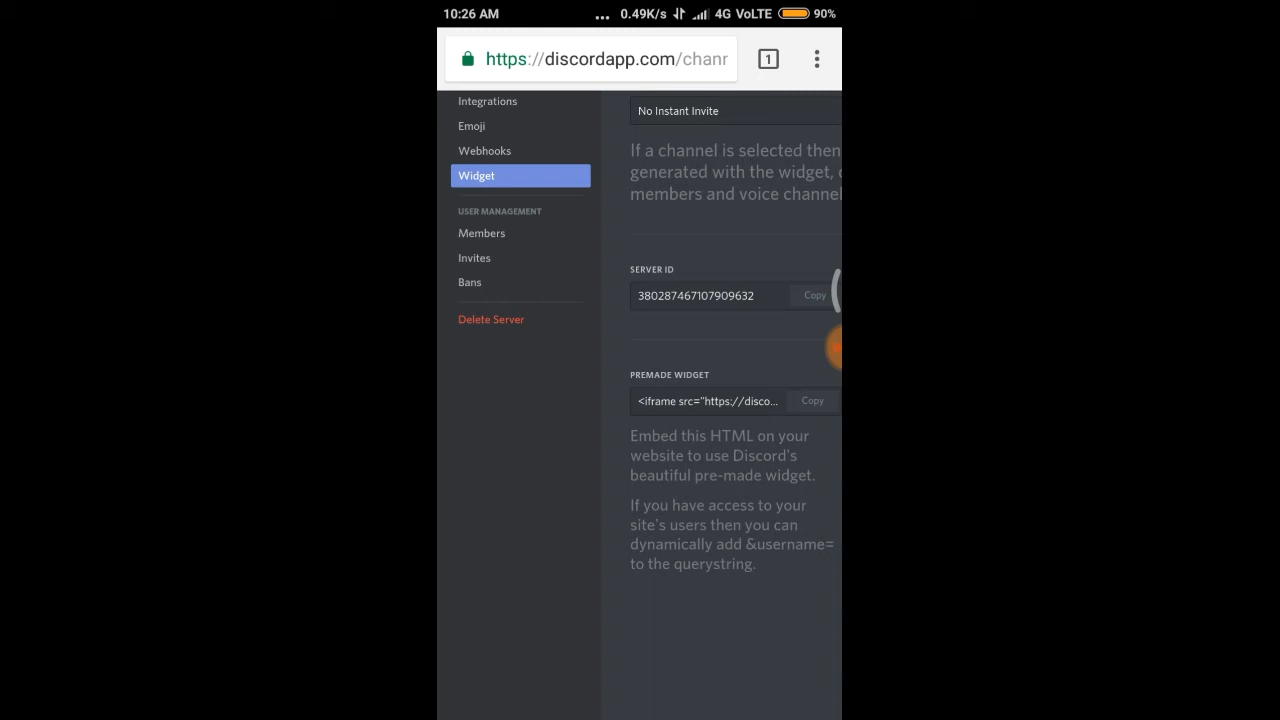 10:26 AM
... 0.49K/s 4G VoLTE 90%
https://discordapp.com/chanr
1
Integrations
Emoji
Webhooks
Widget
USER MANAGEMENT
Members
Invites
Bans
Delete Server
No Instant Invite
If a channel is selected then
generated with the widget,
members and voice channel
SERVER ID
380287467107909632
Copy
PREMADE WIDGET
<iframe src="https://disco...
Copy
Embed this HTML on your
website to use Discord's
beautiful pre-made widget.
If you have access to your
site's users then you can
dynamically add &username=
to the querystring.